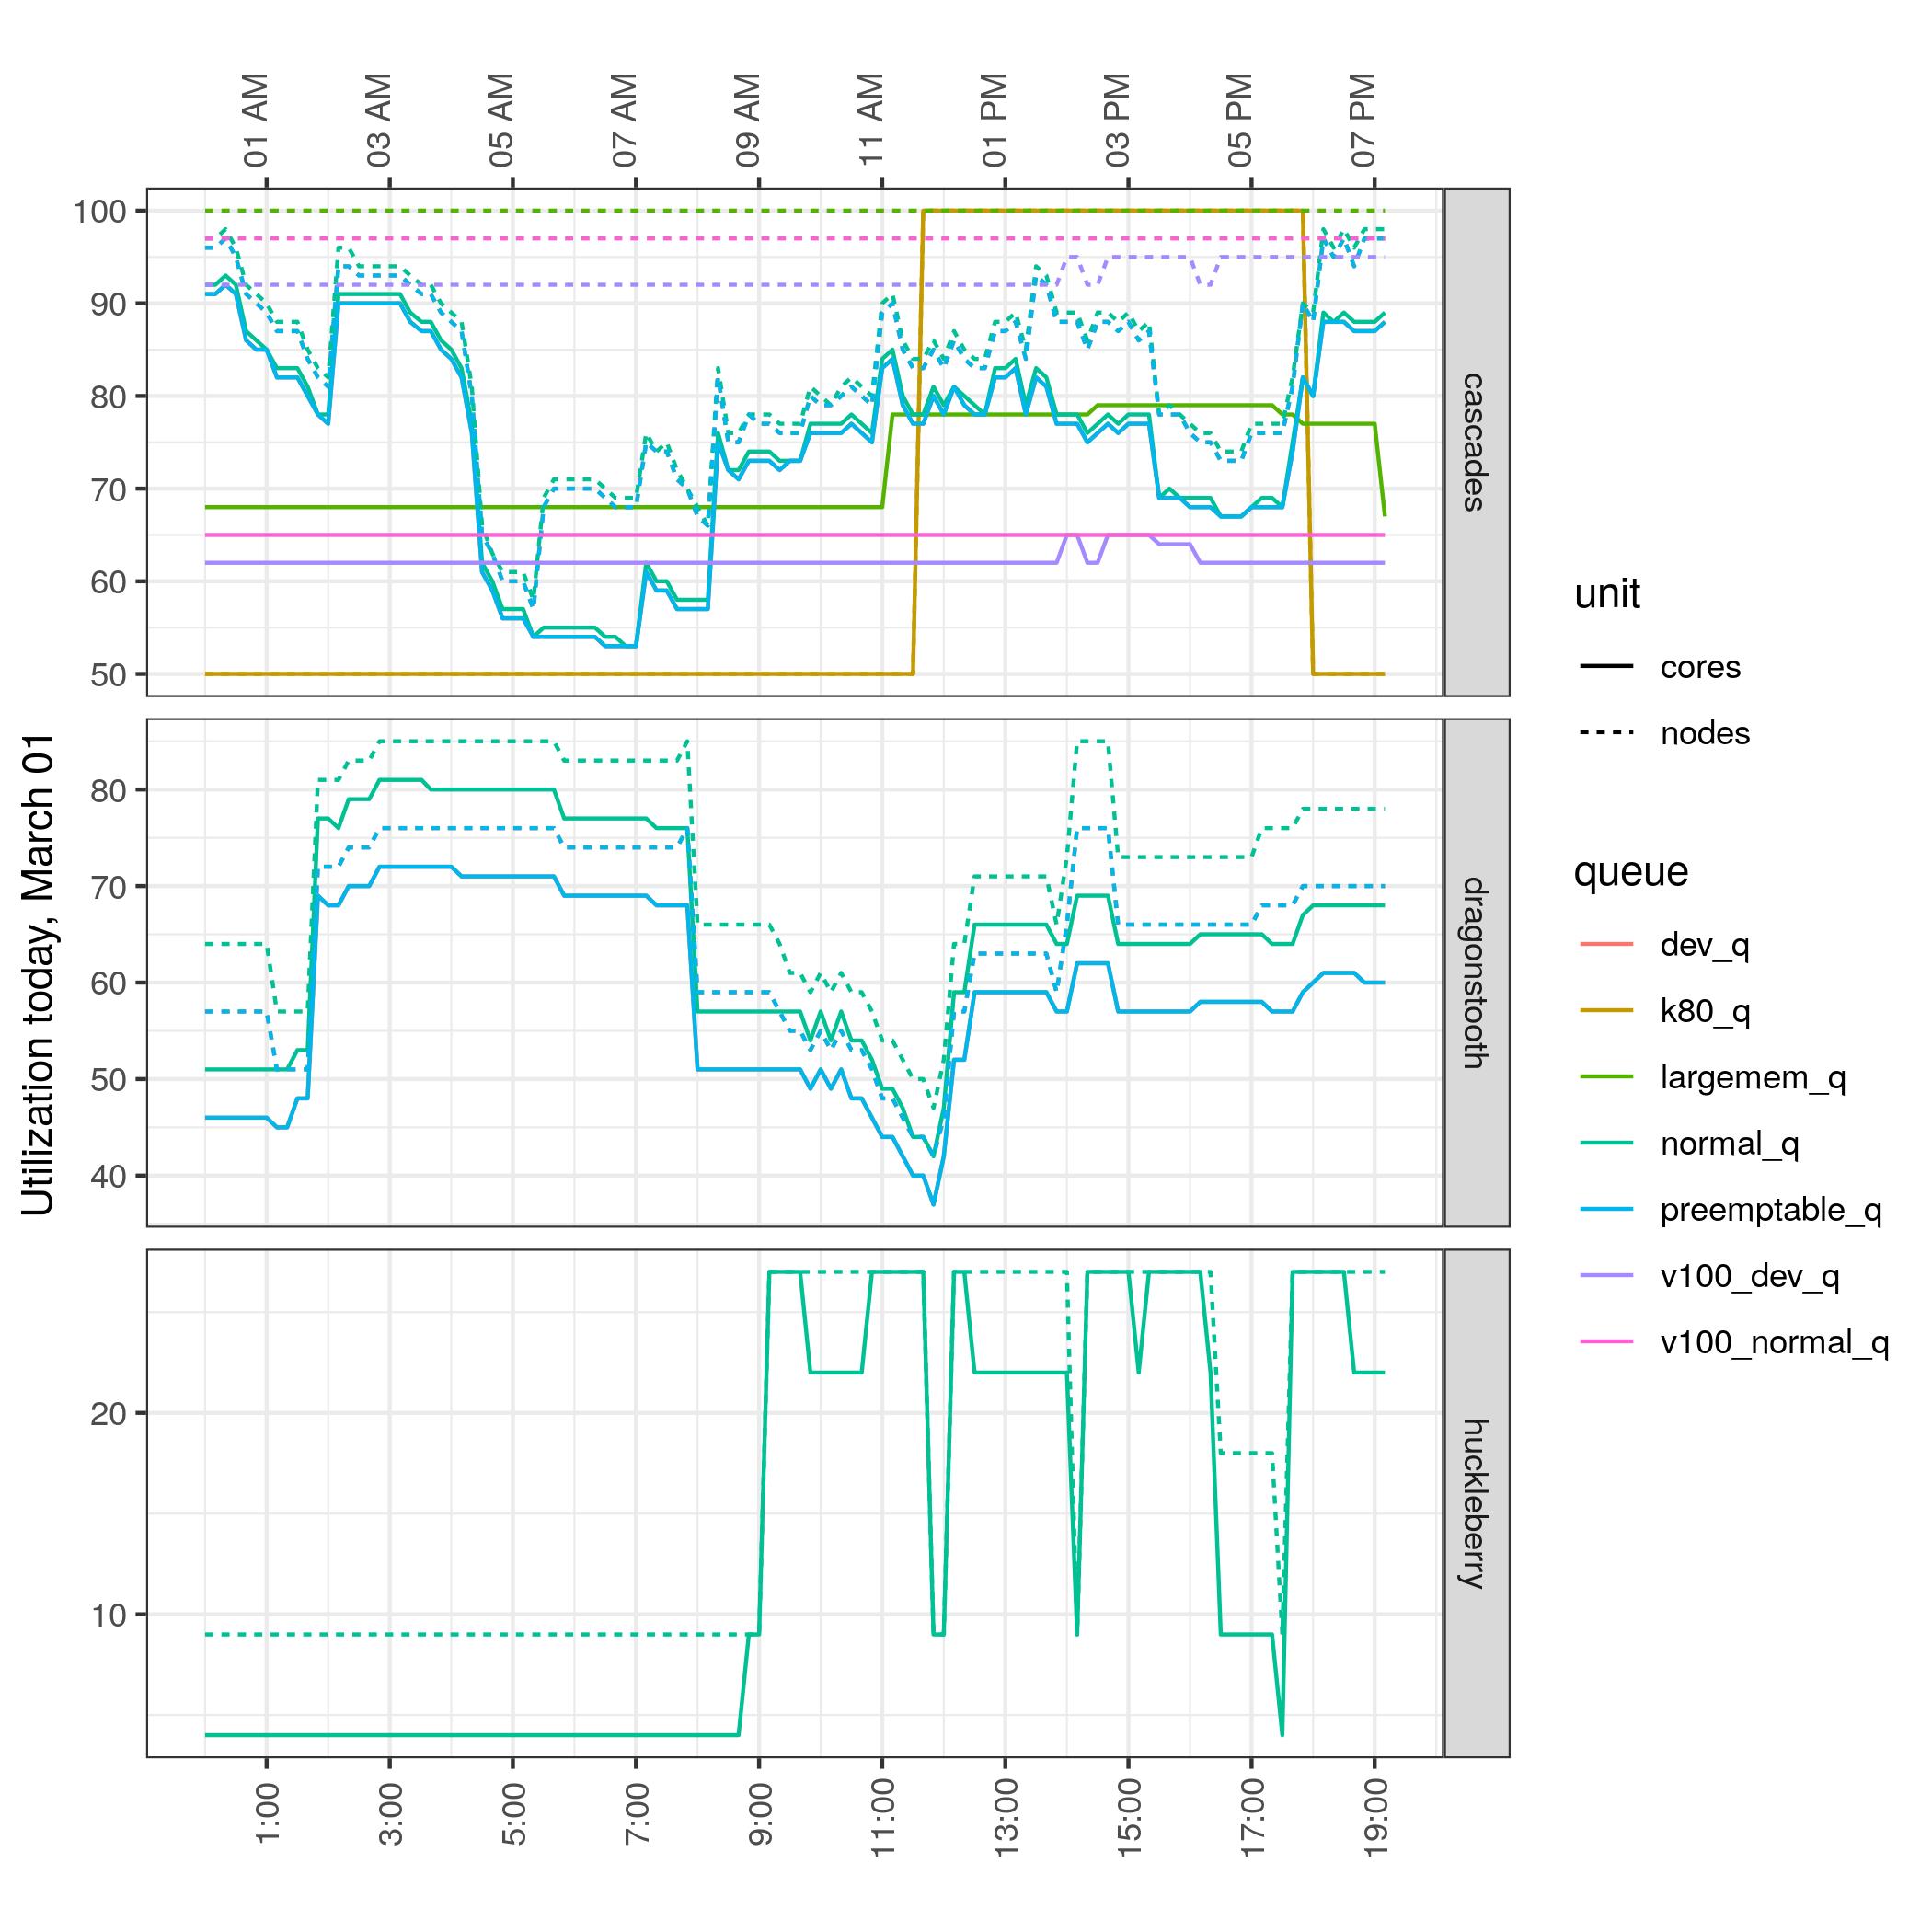 01 AM
03 AM
05 AM
07 AM
09 AM
11 AM
01 PM
03 PM
05 PM
07 PM
Utilization today, March 01
100
90
80
70
60
50
cascades
80
70
60
50
40
dragonstooth
20
10
huckleberry
1:00
3:00
5:00
7:00
9:00
11:00
13:00
15:00
17:00
19:00
unit
cores
nodes
queue
dev_q
k80_q
largemem_q
normal_q
preemptable_q
v100_dev_q
v100_normal_q